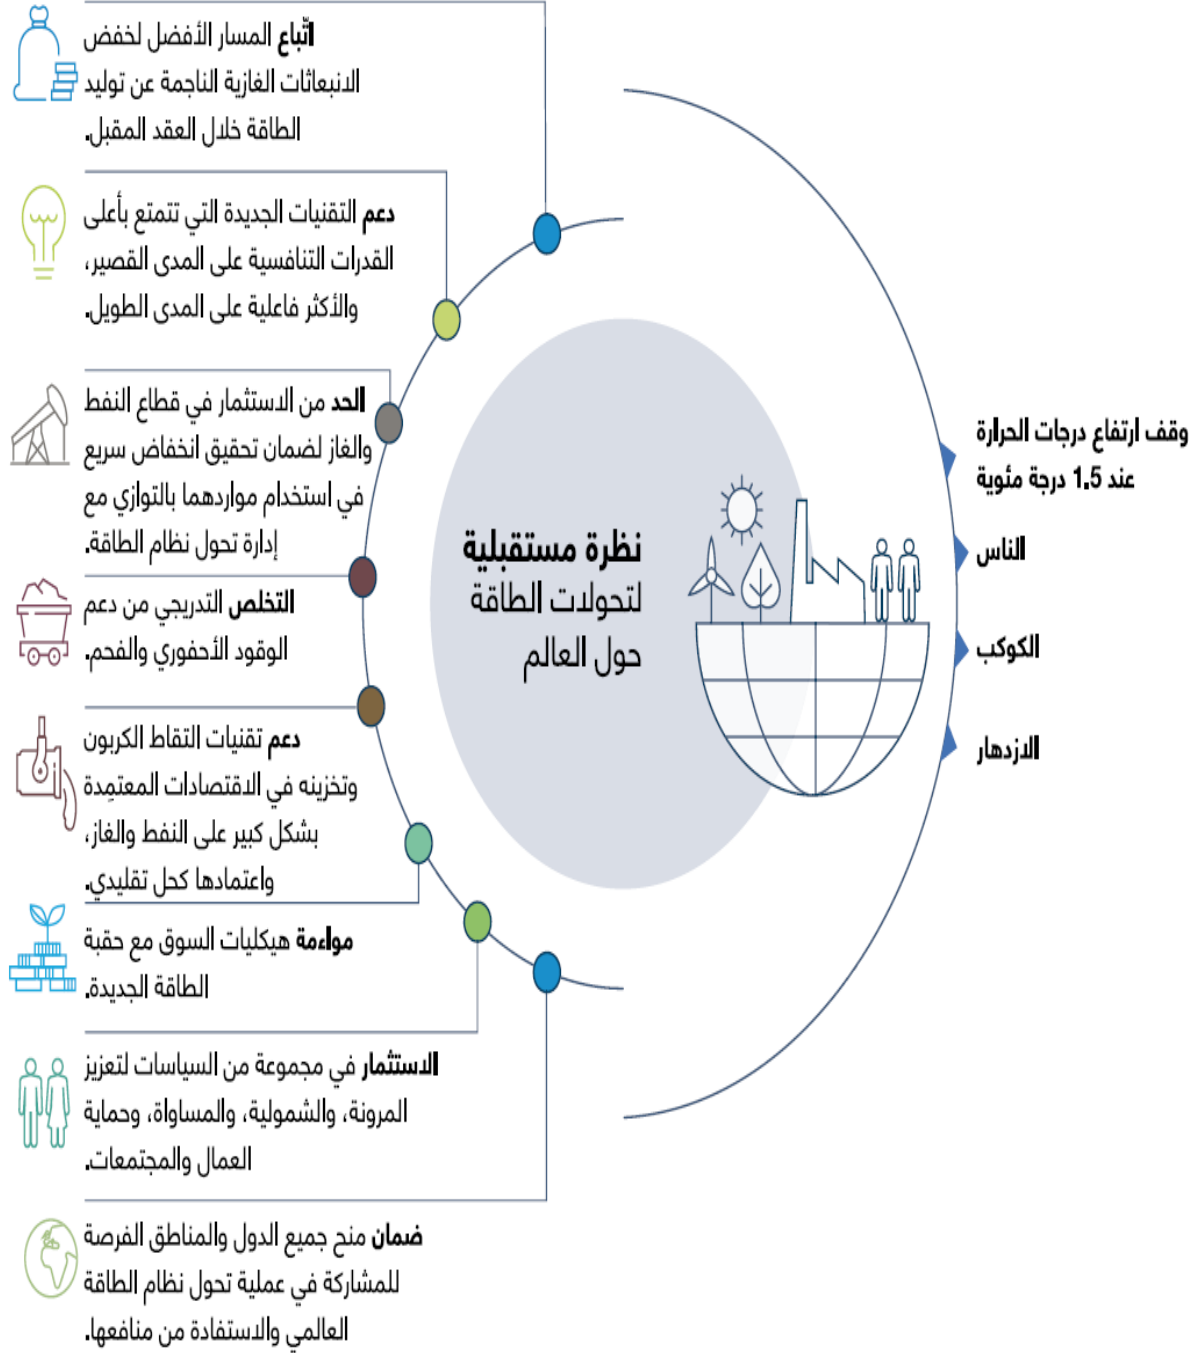 نظرة مستقبلية
لتحولات الطاقة
حول العالم
وقف ارتفاع درجات الحرارة
عند 1.5 درجة مئوية
الناس
الكوكب
الازدهار
اتّباع المسار الأفضل لخفض
الانبعاثات الغازية الناجمة عن توليد
الطاقة خلال العقد المقبل.
دعم التقنيات الجديدة التي تتمتع بأعلى
القدرات التنافسية على المدى القصير،
والأكثر فاعلية على المدى الطويل.
الحد من الاستثمار في قطاع النفط
والغاز لضمان تحقيق انخفاض سريع
في استخدام مواردهما بالتوازي مع
إدارة تحول نظام الطاقة.
التخلص التدريجي من دعم
الوقود الأحفوري والفحم.
دعم تقنيات التقاط الكربون
وتخزينه في الاقتصادات المعتمِدة
بشكل كبير على النفط والغاز،
واعتمادها كحل تقليدي.
مواءمة هيكليات السوق مع حقبة
الطاقة الجديدة.
الاستثمار في مجموعة من السياسات لتعزيز
المرونة، والشمولية، والمساواة، وحماية
العمال والمجتمعات.
ضمان منح جميع الدول والمناطق الفرصة
للمشاركة في عملية تحول نظام الطاقة
العالمي والاستفادة من منافعها.